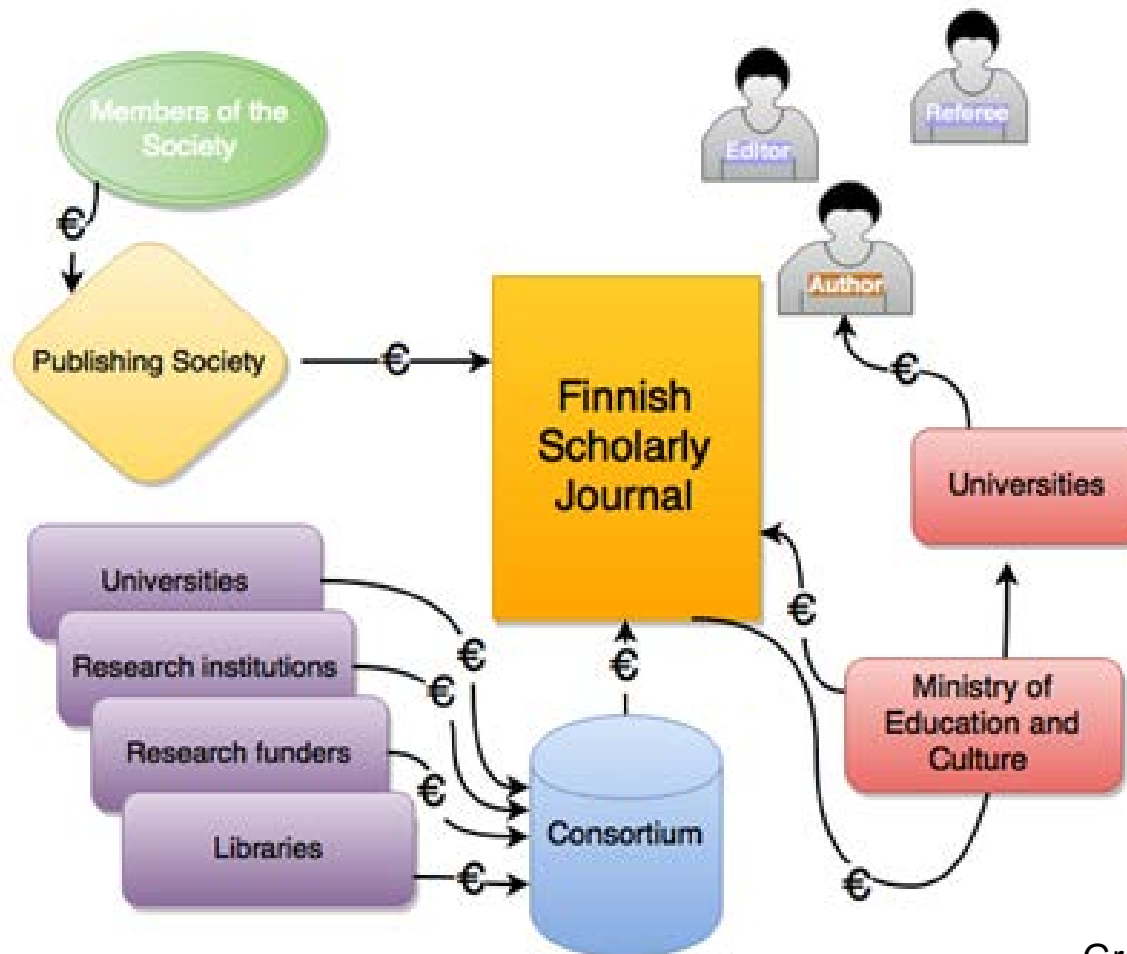 Members of the
Society
€
Publishing Society
€
Editor
Referee
Author
€
Finnish
Scholarly
Journal
Universities
Universities
Research institutions
Research funders
Libraries
€
€
€
€
€
Consortium
€
Ministry of
Education and
Culture
€